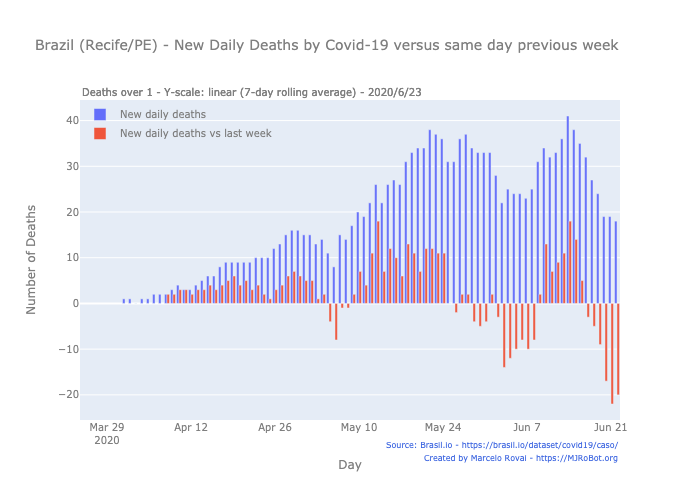 Brazil (Recife/PE) - New Daily Deaths by Covid-19 versus same day previous week
Deaths over 1 - Y-scale: linear (7-day rolling average) - 2020/6/23
New daily deaths
New daily deaths vs last week
Number of Deaths
40
30
20
10
0
−10
−20
Mar 29
2020
Apr 12
Apr 26
May 10
May 24
Jun 7
Jun 21
Day
Source: Brasil.io - https://brasil.io/dataset/covid19/caso/
Created by Marcelo Rovai - https://MJRoBot.org